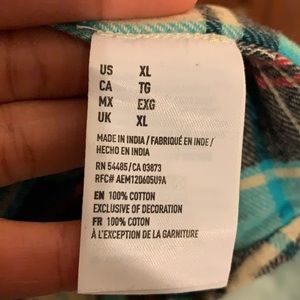 US XL
CA TG
MX EXG
UK XL
MADE IN INDIA / FABRIQUÉ EN INDE /
HECHO EN INDIA
RN 54485/CA 03873
RFC# AEM120605U9A
EN 100% COTTON
EXCLUSIVE OF DECORATION
FR 100% COTON
À L'EXCEPTION DE LA GARNITURE